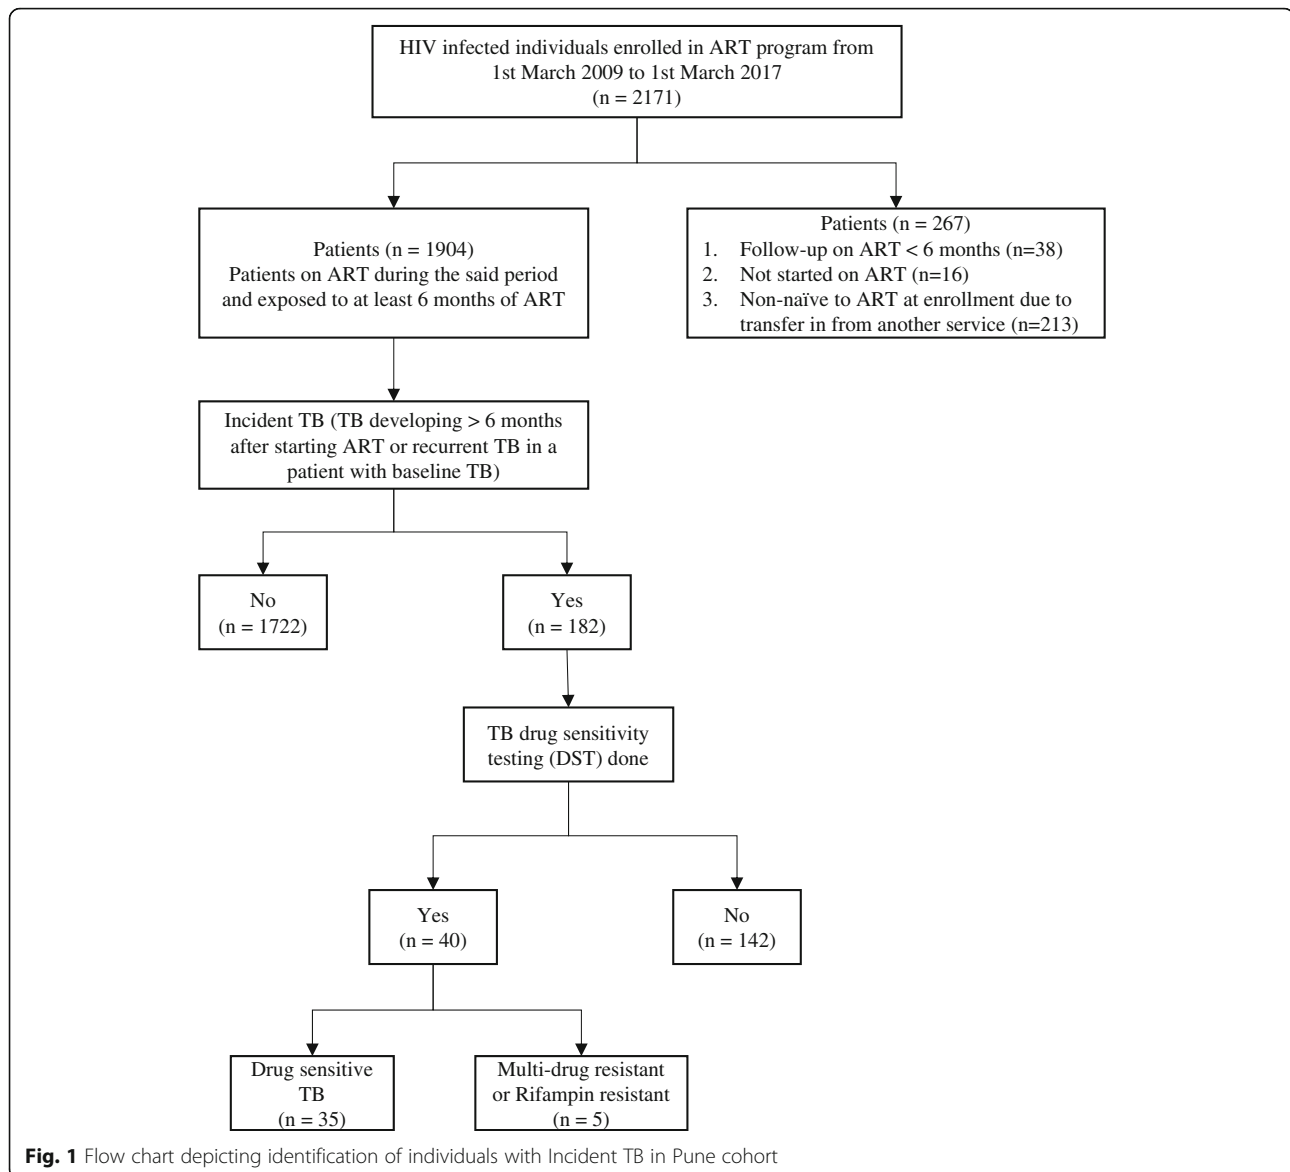 HIV infected individuals enrolled in ART program from
1st March 2009 to 1st March 2017
(n = 2171)
Patients (n = 1904)
Patients on ART during the said period
and exposed to at least 6 months of ART
Patients (n = 267)
1. Follow-up on ART < 6 months (n=38)
2. Not started on ART (n=16)
3. Non-naïve to ART at enrollment due to
transfer in from another service (n=213)
Incident TB (TB developing > 6 months
after starting ART or recurrent TB in a
patient with baseline TB)
No
(n = 1722)
Yes
(n = 182)
TB drug sensitivity
testing (DST) done
Yes
(n = 40)
No
(n = 142)
Drug sensitive
TB
(n = 35)
Multi-drug resistant
or Rifampin resistant
(n = 5)
Fig. 1 Flow chart depicting identification of individuals with Incident TB in Pune cohort